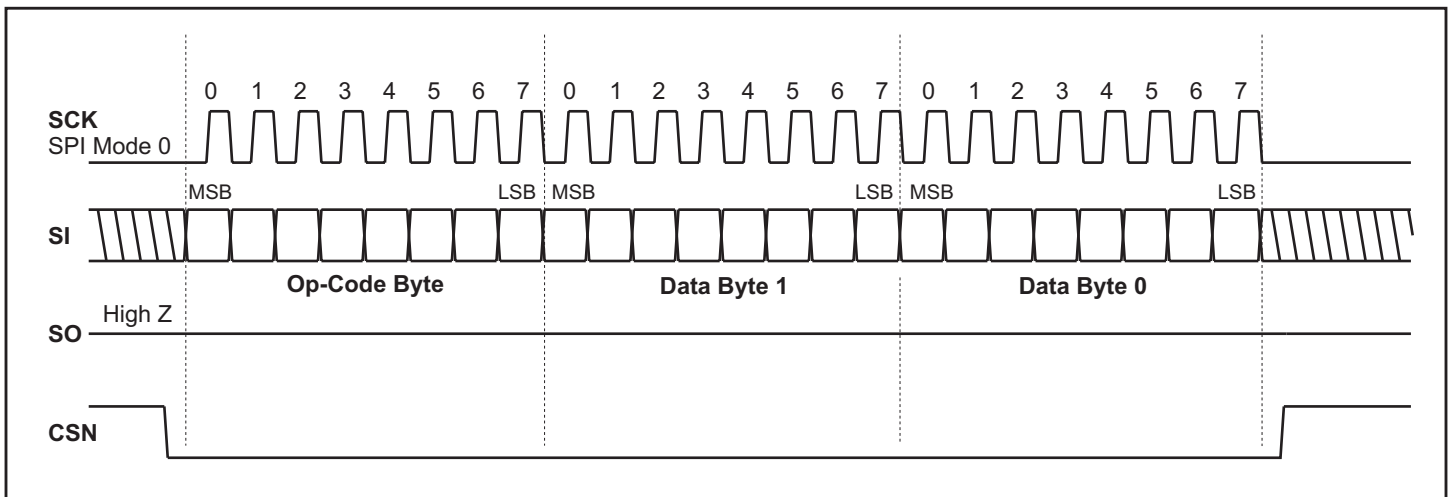 0 1 2 3 4 5 6 7 0 1 2 3 4 5 6 7 0 1 2 3 4 5 6 7
SCK
SPI Mode 0
MSB LSB MSB LSB MSB LSB
SI
Op-Code Byte Data Byte 1 Data Byte 0
High Z
SO
CSN